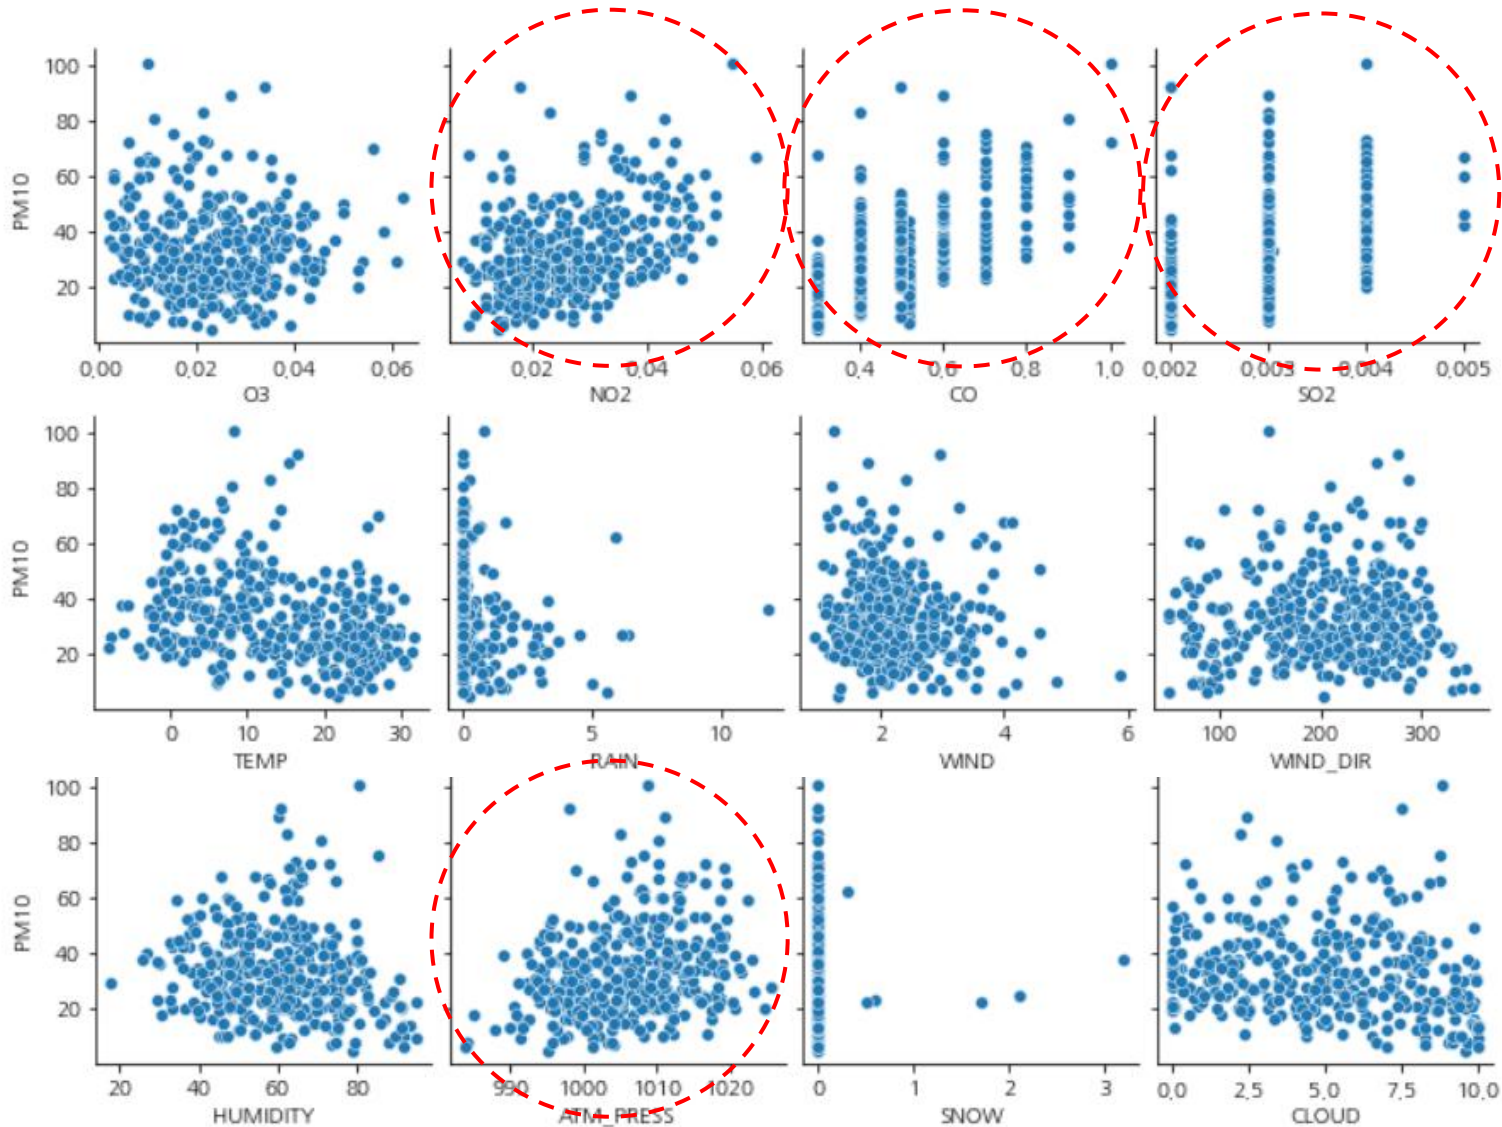 100
80
60
40
20
PM10
0,00 0,02 0,04 0,06
O3
0,02 0,04 0,06
NO2
0,4 0,6 0,8 1,0
CO
0,002 0,003 0,004 0,005
SO2
100
80
60
40
20
PM10
0 10 20 30
TEMP
0 5 10
RAIN
2 4 6
WIND
100 200 300
WIND_DIR
100
80
60
40
20
PM10
20 40 60 80
HUMIDITY
990 1000 1010 1020
ATM_PRESS
0 1 2 3
SNOW
0,0 2,5 5,0 7,5 10,0
CLOUD